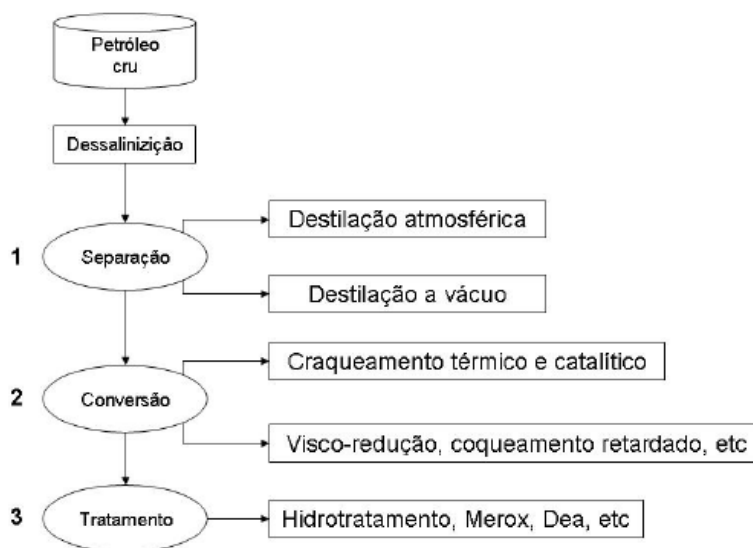 Petróleo
cru
Dessalinizição
1
Separação
Destilação atmosférica
Destilação a vácuo
2
Conversão
Craqueamento térmico e catalítico
Visco-redução, coqueamento retardado, etc
3
Tratamento
Hidrotratamento, Merox, Dea, etc